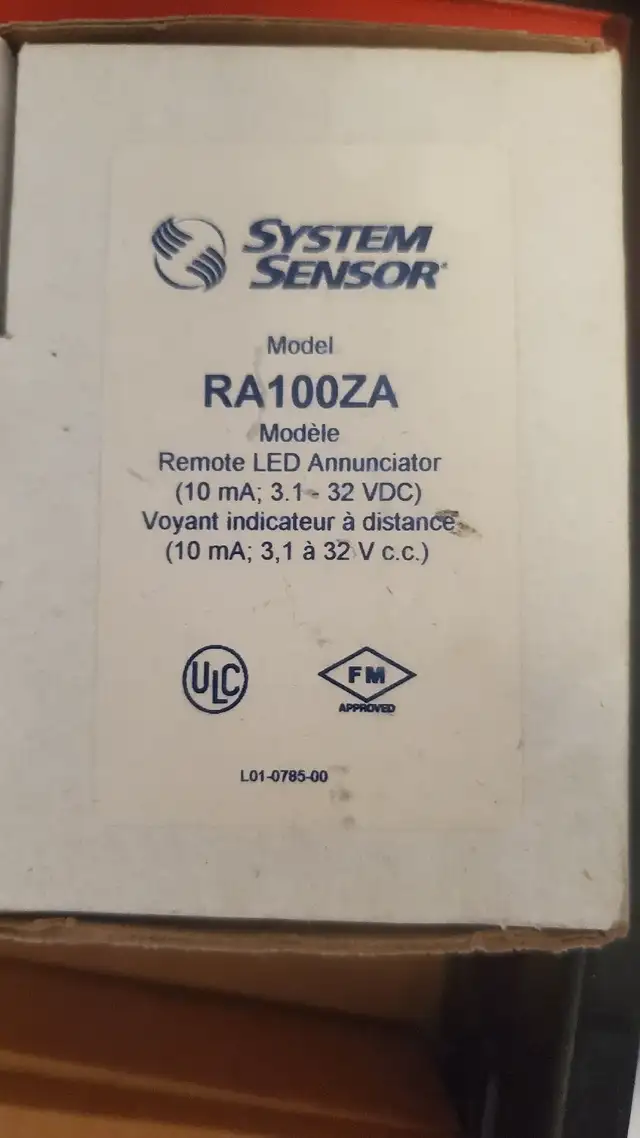 SYSTEM
SENSOR
Model
RA100ZA
Modèle
Remote LED Annunciator
(10 mA; 3.1 - 32 VDC)
Voyant indicateur à distance
(10 mA; 3,1 à 32 V c.c.)
ULC
FM
APPROVED
L01-0785-00